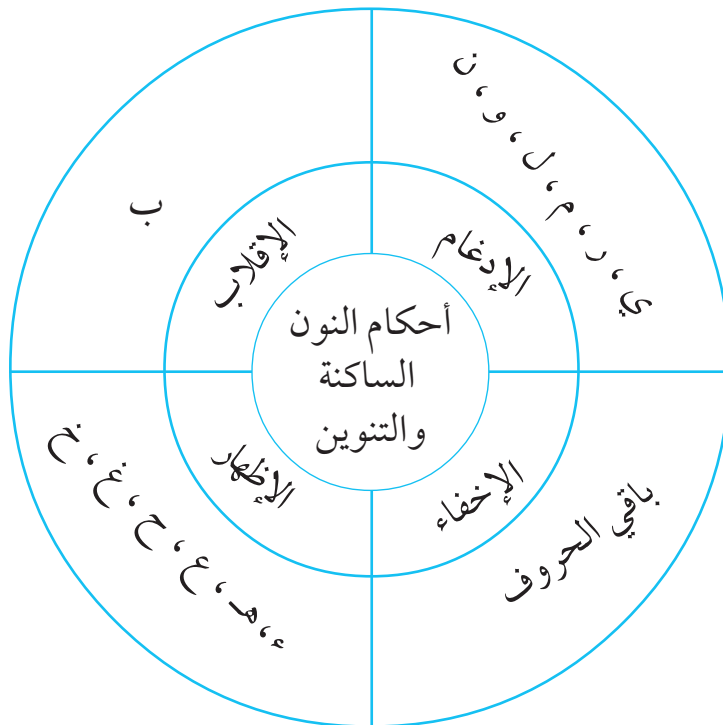 أحكام النون
الساكنة
والتنوين
الإدغام
ي، ر، م، ل، و، ن
الإقلاب
ب
الإظهار
ء، هـ، ع، ح، غ، خ
الإخفاء
باقي الحروف